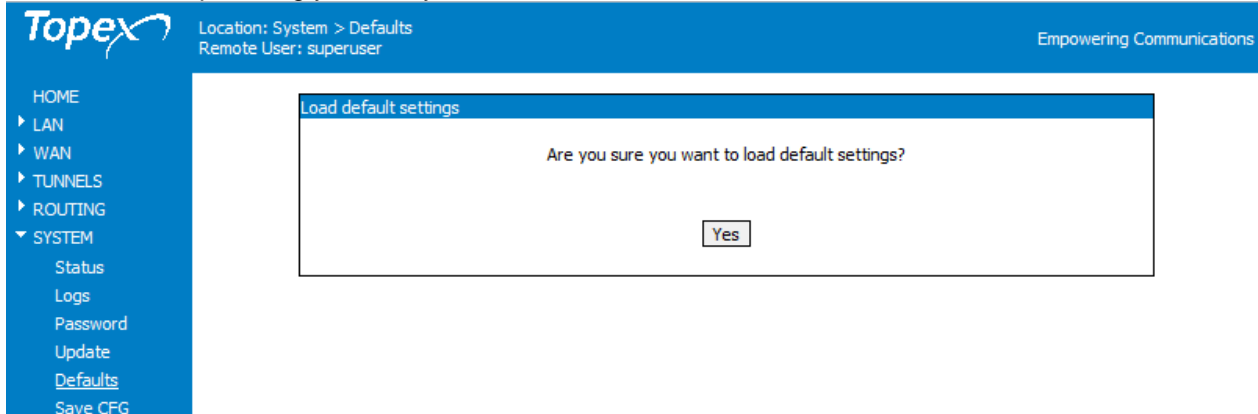 Topex
Location: System > Defaults
Remote User: superuser
Empowering Communications
HOME
LAN
WAN
TUNNELS
ROUTING
SYSTEM
Status
Logs
Password
Update
Defaults
Save CFG
Load default settings
Are you sure you want to load default settings?
Yes